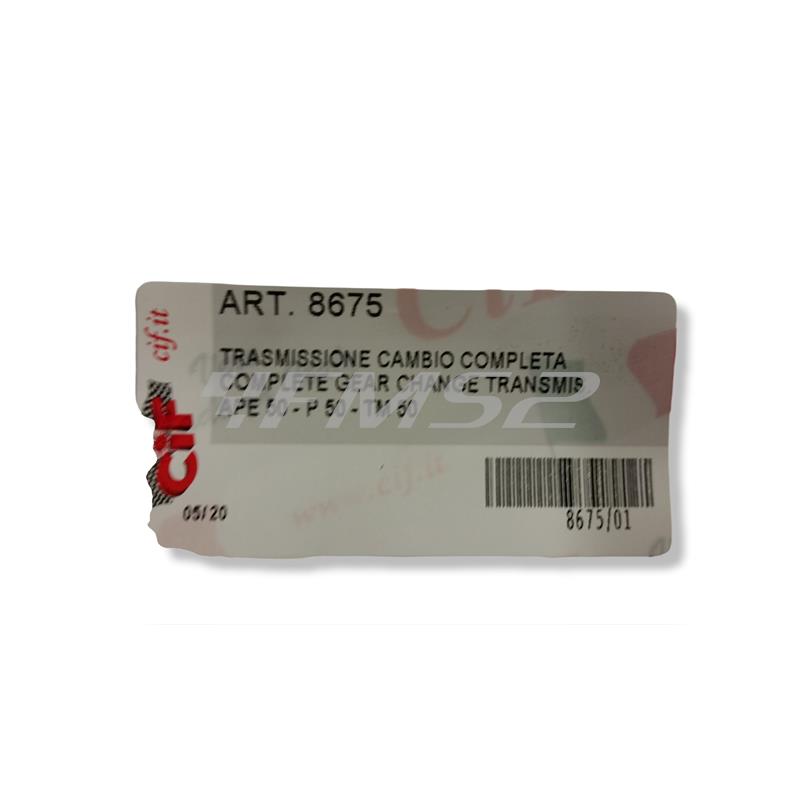 ART. 8675
cif.it
TRASMISSIONE CAMBIO COMPLETA
COMPLETE GEAR CHANGE TRANSMIS
APE 50 - P 50 - TM 50
FMS2
CiF
www.cif.it
05/20
8675/01